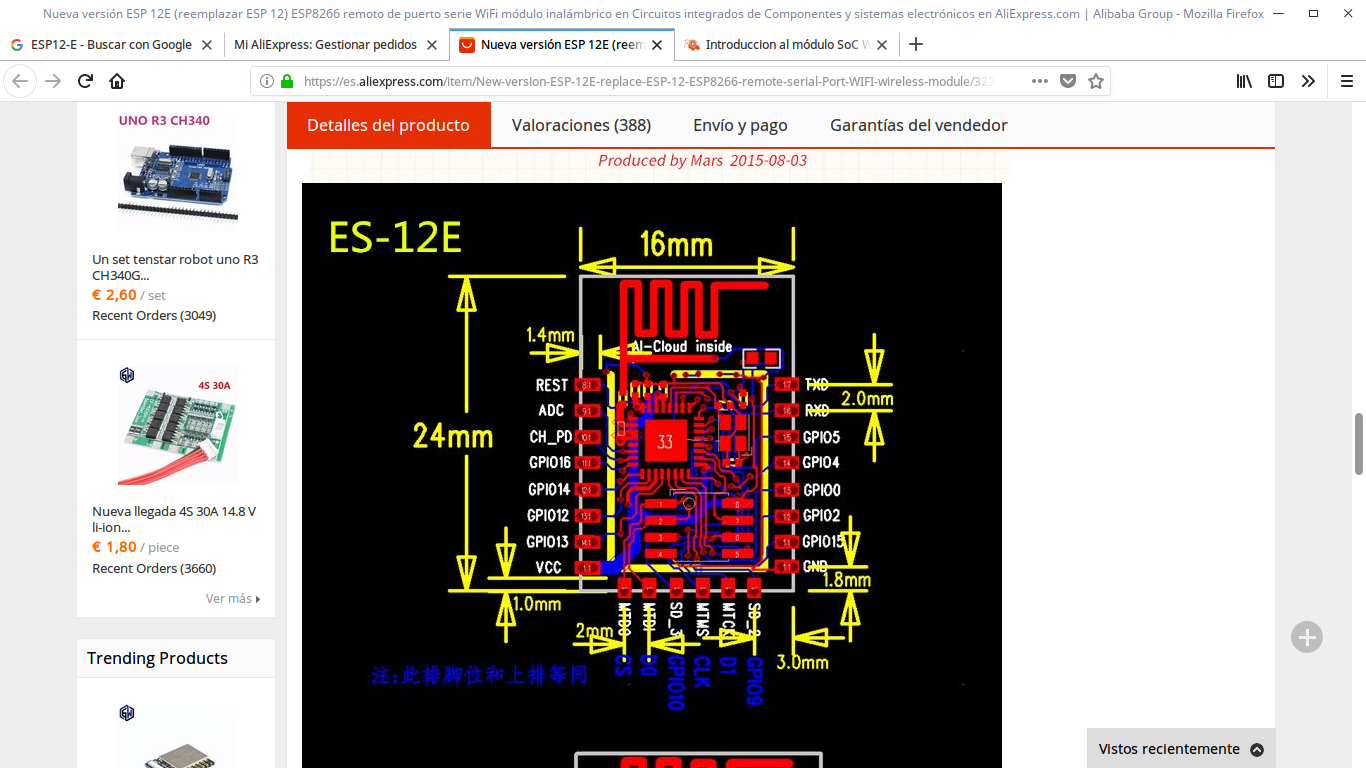 Nueva versión ESP 12E (reemplazar ESP 12) ESP8266 remoto de puerto serie WiFi módulo inalámbrico en Circuitos integrados de Componentes y sistemas electrónicos en AliExpress.com | Alibaba Group - Mozilla Firefox
ESP12-E - Buscar con Google
Mi AliExpress: Gestionar pedidos
Nueva versión ESP 12E (reem
Introduccion al módulo SoC W
https://es.aliexpress.com/item/New-version-ESP-12E-replace-ESP-12-ESP8266-remote-serial-Port-WIFI-wireless-module/323
Detalles del producto
Valoraciones (388)
Envío y pago
Garantías del vendedor
UNO R3 CH340
Un set tenstar robot uno R3
CH340G...
€ 2,60 / set
Recent Orders (3049)
4S 30A
Nueva llegada 4S 30A 14.8 V
li-ion...
€ 1,80 / piece
Recent Orders (3660)
Ver más
Trending Products
Produced by Mars 2015-08-03
ES-12E
16mm
1.4mm
AI-Cloud inside
24mm
2.0mm
REST
ADC
CH_PD
GPIO16
GPIO14
GPIO12
GPIO13
VCC
33
TXD
RXD
GPIO5
GPIO4
GPIO0
GPIO2
GPIO15
GND
1.8mm
1.0mm
2mm
3.0mm
MTDO
MTDI
SD_3
MTMS
MTCK
SD_2
CS
GPIO10
CLK
GPIO9
注:此排脚位和上排等同
Vistos recientemente